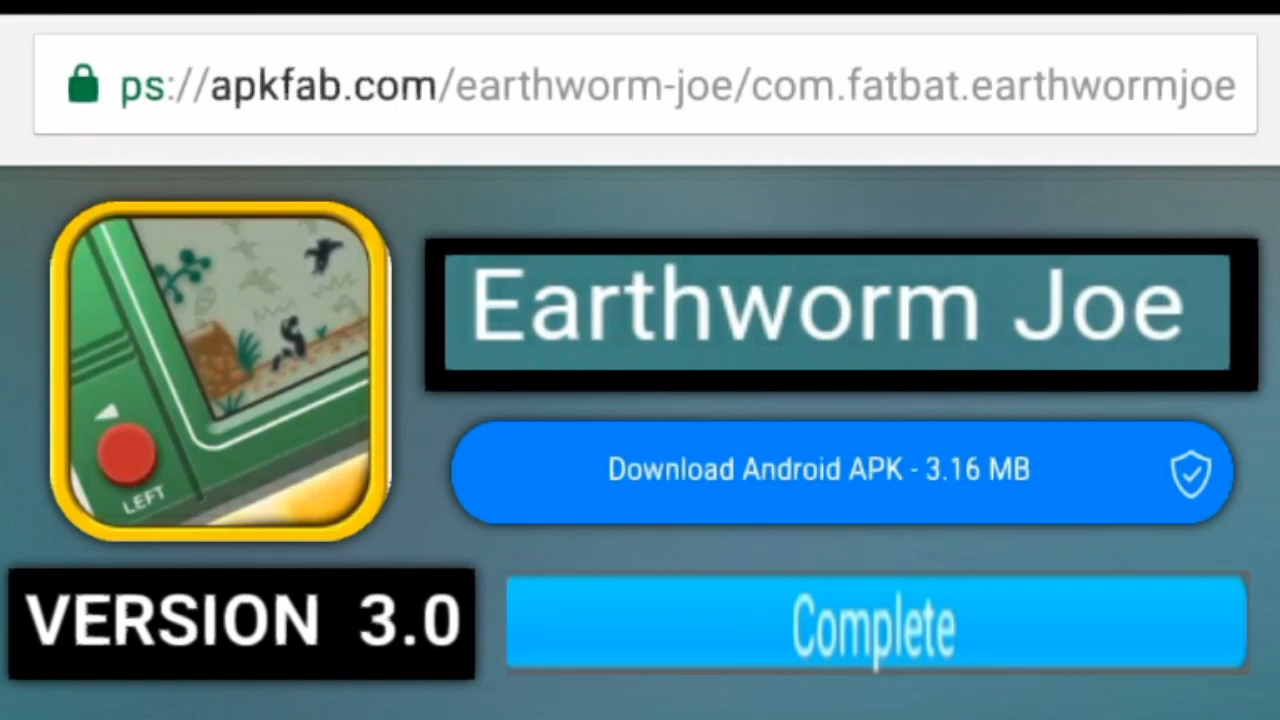 ps://apkfab.com/earthworm-joe/com.fatbat.earthwormjoe
Earthworm Joe
Download Android APK - 3.16 MB
LEFT
VERSION 3.0
Complete